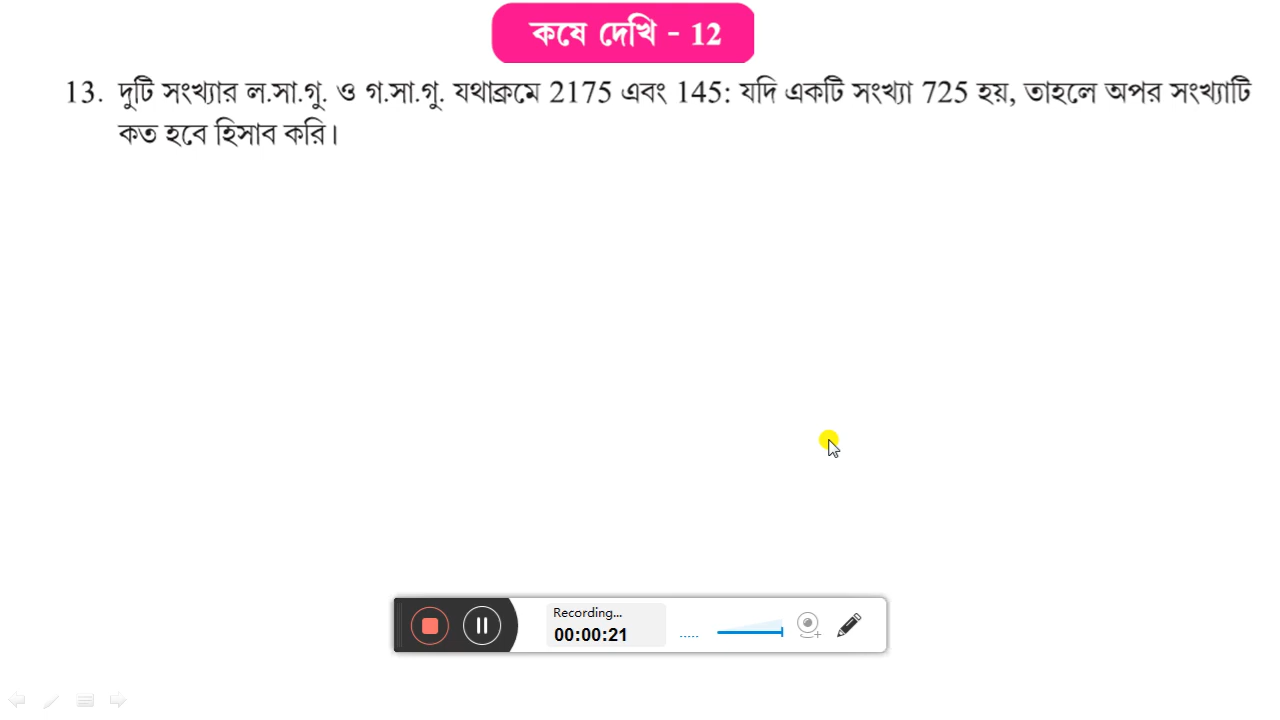 কষে দেখি - 12
13. দুটি সংখ্যার ল.সা.গু. ও গ.সা.গু. যথাক্রমে 2175 এবং 145: যদি একটি সংখ্যা 725 হয়, তাহলে অপর সংখ্যাটি
কত হবে হিসাব করি।
Recording...
00:00:21